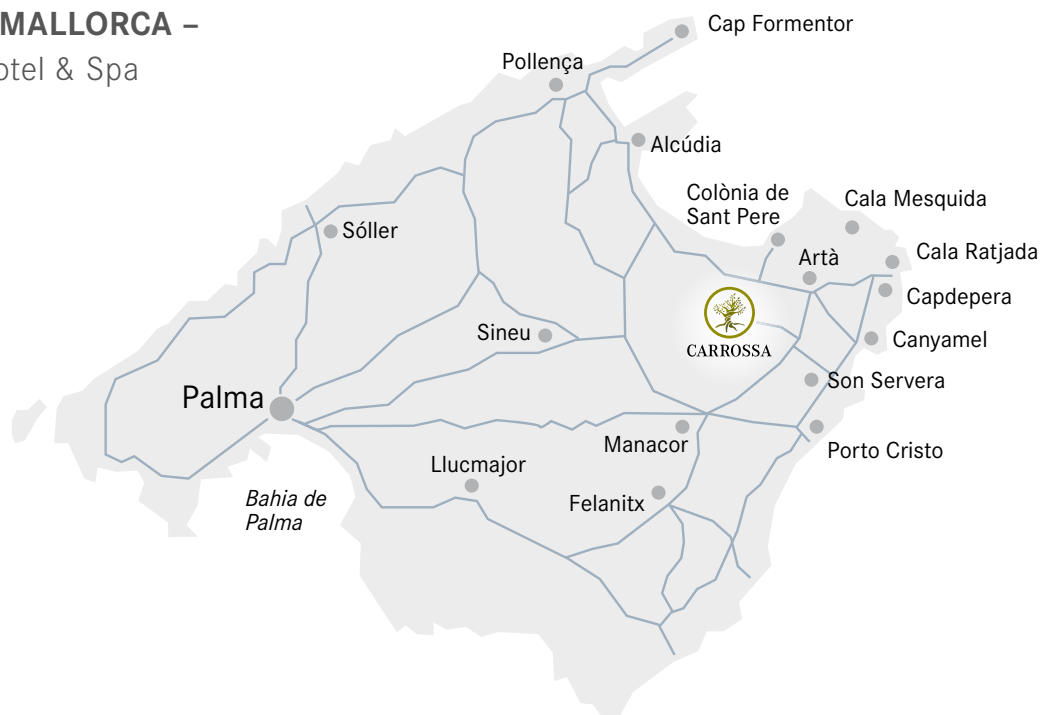 MALLORCA –
otel & Spa
Cap Formentor
Pollença
Alcúdia
Colònia de
Sant Pere
Cala Mesquida
Sóller
Artà
Cala Ratjada
Capdepera
Sineu
CARROSSA
Canyamel
Son Servera
Palma
Manacor
Porto Cristo
Llucmajor
Bahia de
Palma
Felanitx